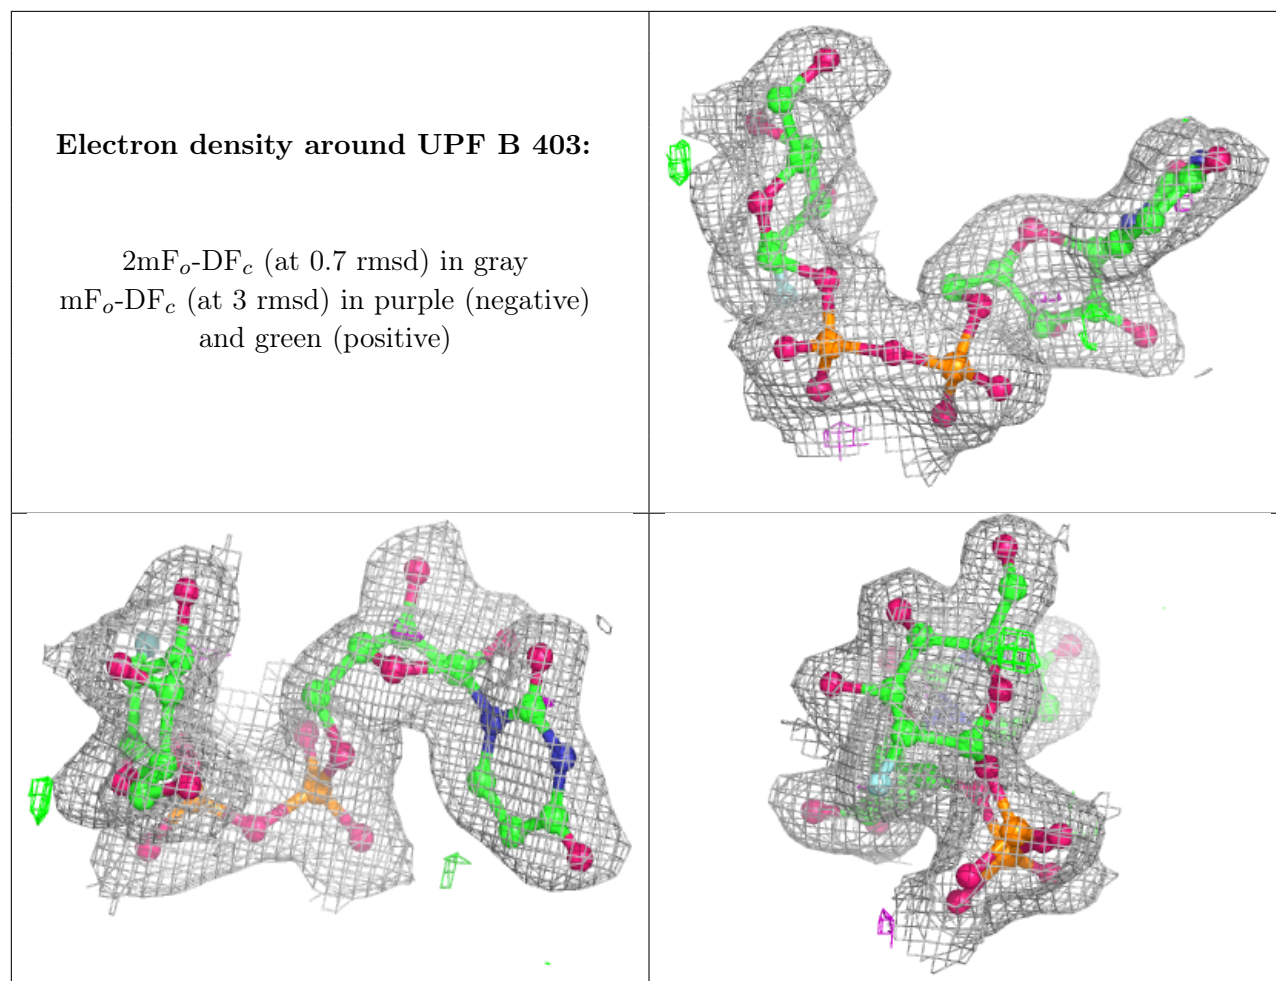 Electron density around UPF B 403:
2mFo-DFc (at 0.7 rmsd) in gray
mFo-DFc (at 3 rmsd) in purple (negative)
and green (positive)